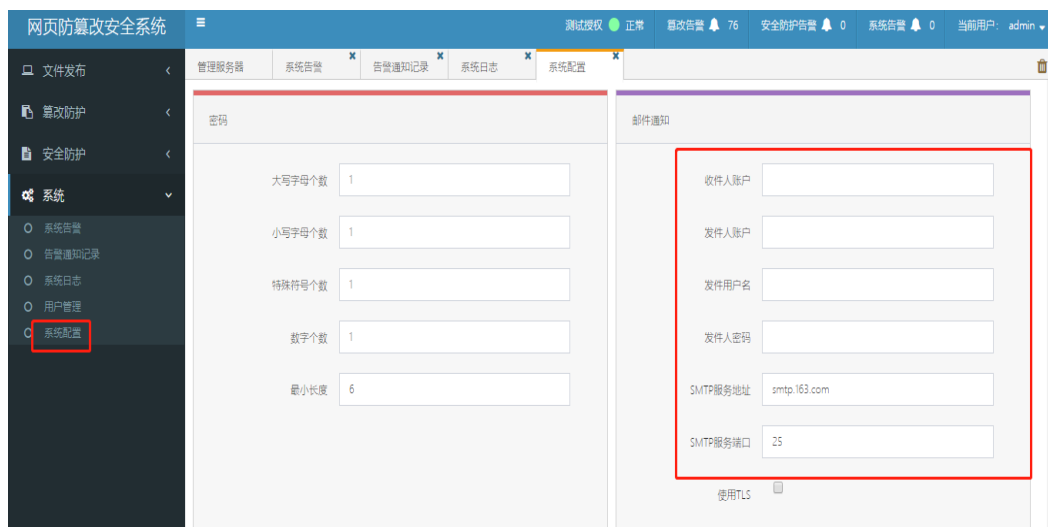 网页防篡改安全系统
测试授权 正常 篡改告警 76 安全防护告警 0 系统告警 0 当前用户: admin
文件发布
篡改防护
安全防护
系统
系统告警
告警通知记录
系统日志
用户管理
系统配置
管理服务器 系统告警 告警通知记录 系统日志 系统配置
密码
大写字母个数 1
小写字母个数 1
特殊符号个数 1
数字个数 1
最小长度 6
邮件通知
收件人账户
发件人账户
发件用户名
发件人密码
SMTP服务地址 smtp.163.com
SMTP服务端口 25
使用TLS